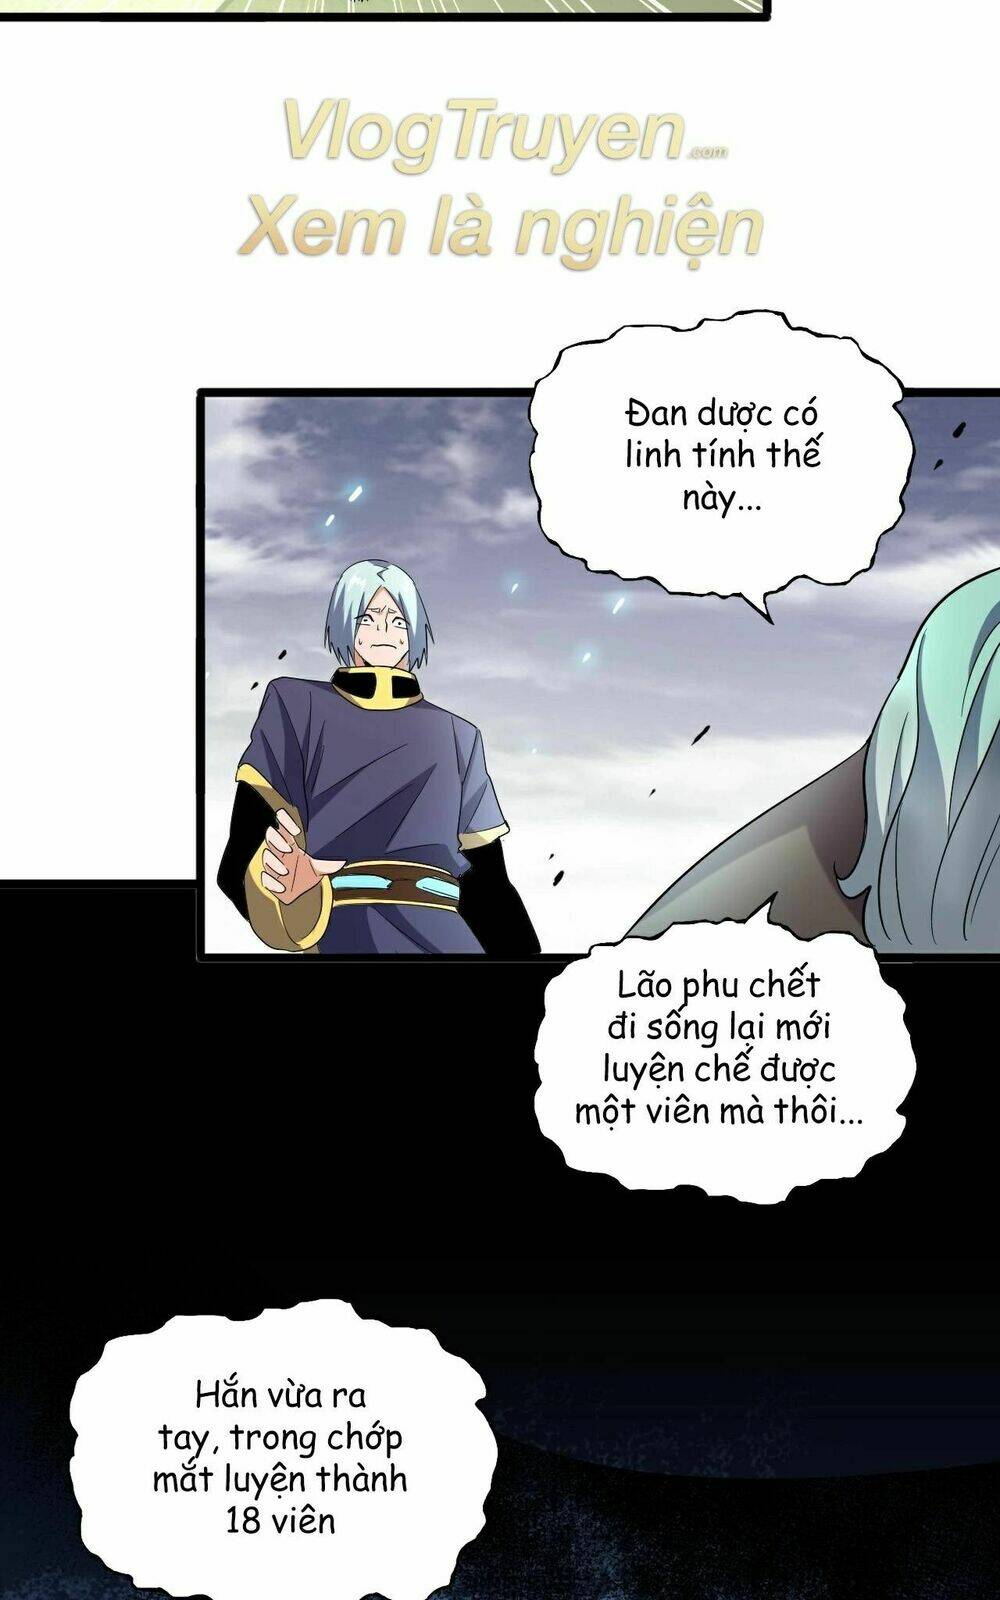 VlogTruyen.com
Xem là nghiện
Đan dược có
linh tính thế
này...
Lão phu chết
đi sống lại mới
luyện chế được
một viên mà thôi...
Hắn vừa ra
tay, trong chớp
mắt luyện thành
18 viên